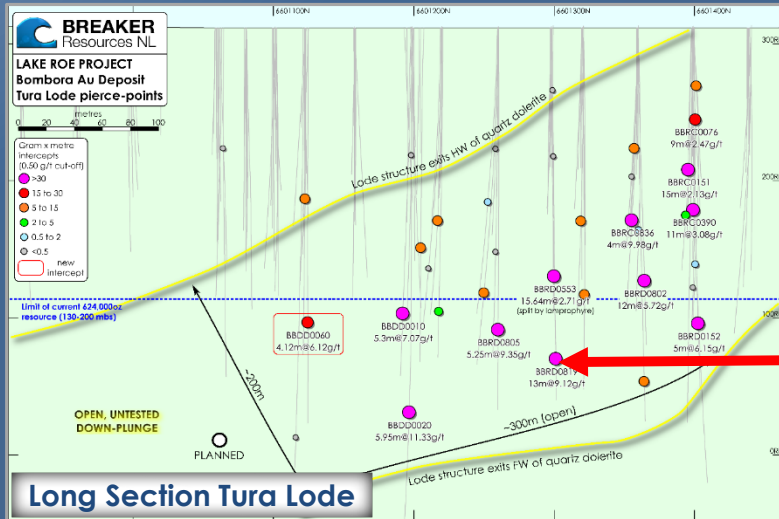 6601100N
6601200N
6601300N
6601400N
BREAKER
Resources NL
LAKE ROE PROJECT
Bombora Au Deposit
Tura Lode pierce-points
metres
0 20 40 60 80 100
Gram x metre
intercepts
(0.50 g/t cut-off)
>30
15 to 30
5 to 15
2 to 5
0.5 to 2
<0.5
new
intercept
Lode structure exits HW of quartz dolerite
BBRC0076
9m@2.47g/t
BBRC0151
15m@2.13g/t
BBRC0390
11m@3.08g/t
4m@9.98g/t
BBRD0553
15.64m@2.71g/t
(split by lamprophyre)
BBRD0802
12m@5.72g/t
Limit of current 624,000oz
resource (130-200 mbs)
BBDD0060
4.12m@6.12g/t
BBDD0010
5.3m@7.07g/t
BBRD0805
5.25m@9.35g/t
BBRD0152
5m@6.15g/t
13m@9.12g/t
~200m
~300m (open)
BBDD0020
5.95m@11.33g/t
OPEN, UNTESTED
DOWN-PLUNGE
PLANNED
Lode structure exits FW of quartz dolerite
Long Section Tura Lode